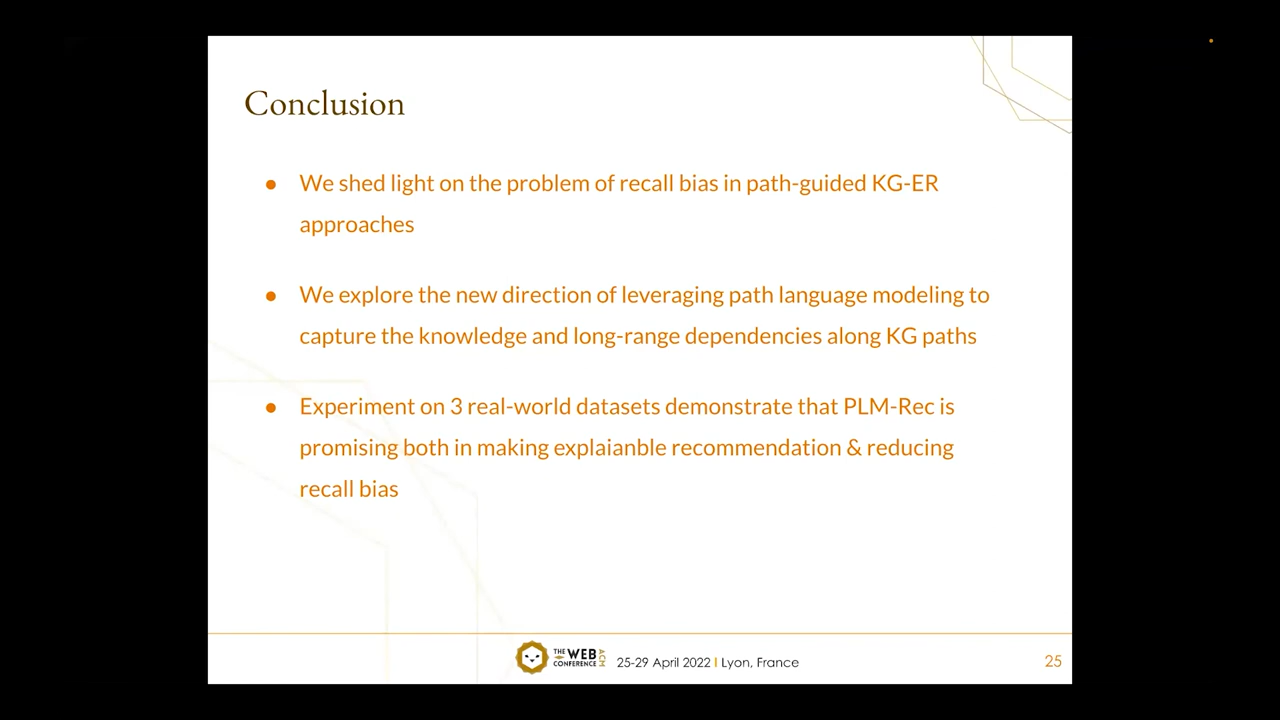 Conclusion
● We shed light on the problem of recall bias in path-guided KG-ER
approaches
● We explore the new direction of leveraging path language modeling to
capture the knowledge and long-range dependencies along KG paths
● Experiment on 3 real-world datasets demonstrate that PLM-Rec is
promising both in making explaianble recommendation & reducing
recall bias
THE WEB CONFERENCE ACM
25-29 April 2022 I Lyon, France
25